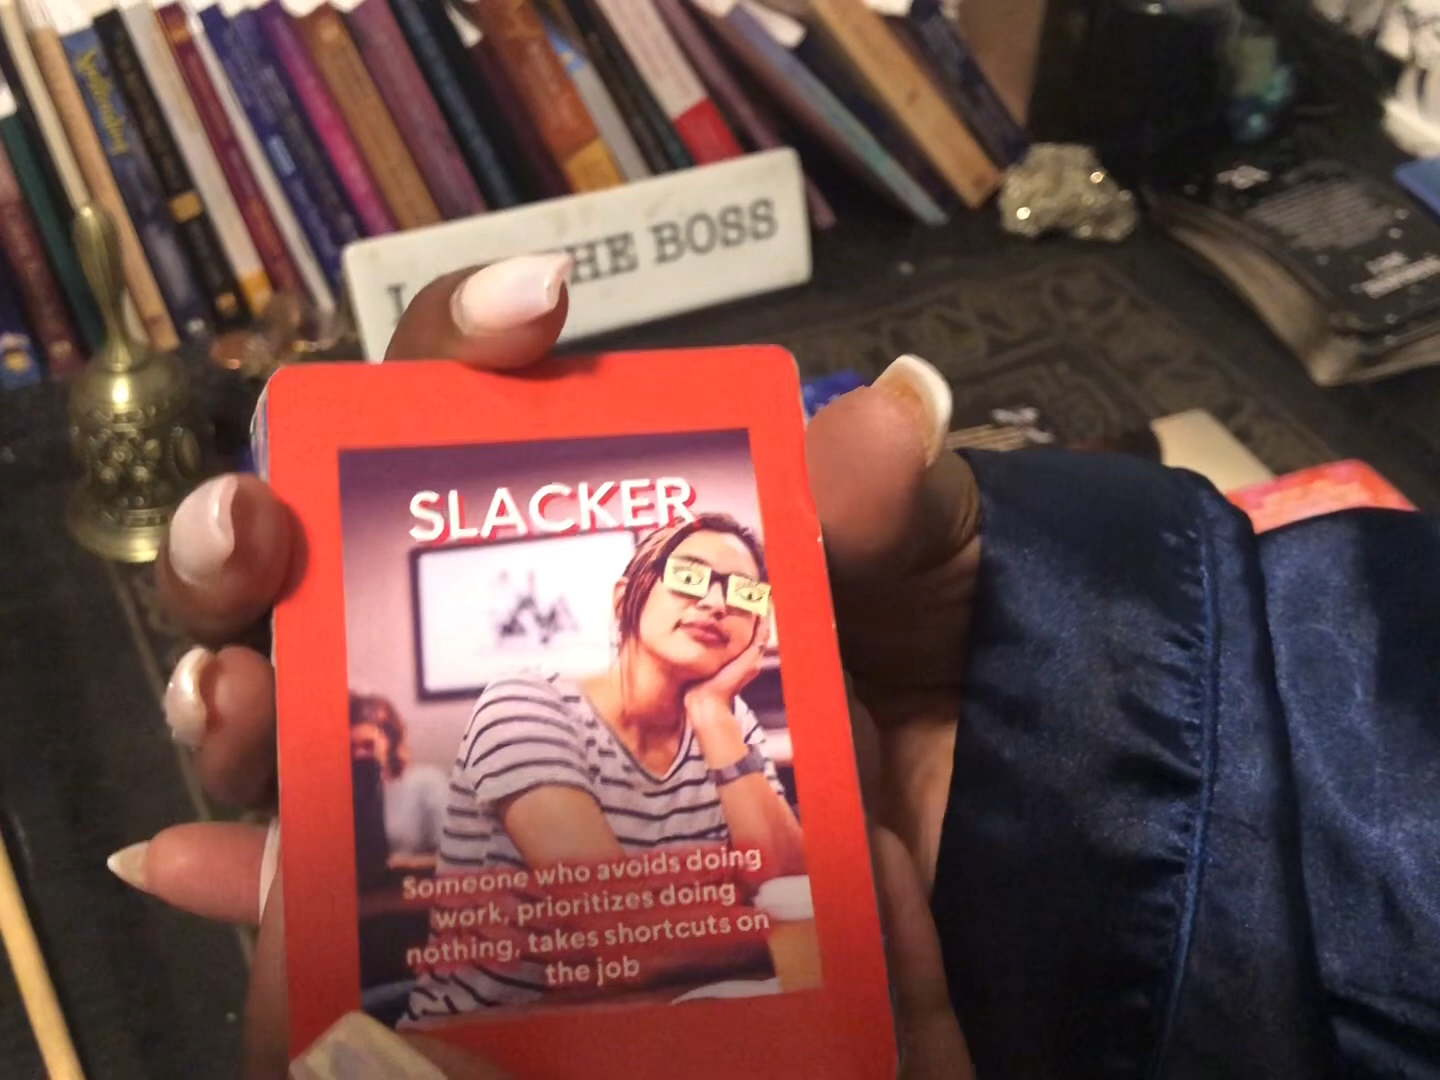 I THE BOSS
SLACKER
Someone who avoids doing
work, prioritizes doing
nothing, takes shortcuts on
the job